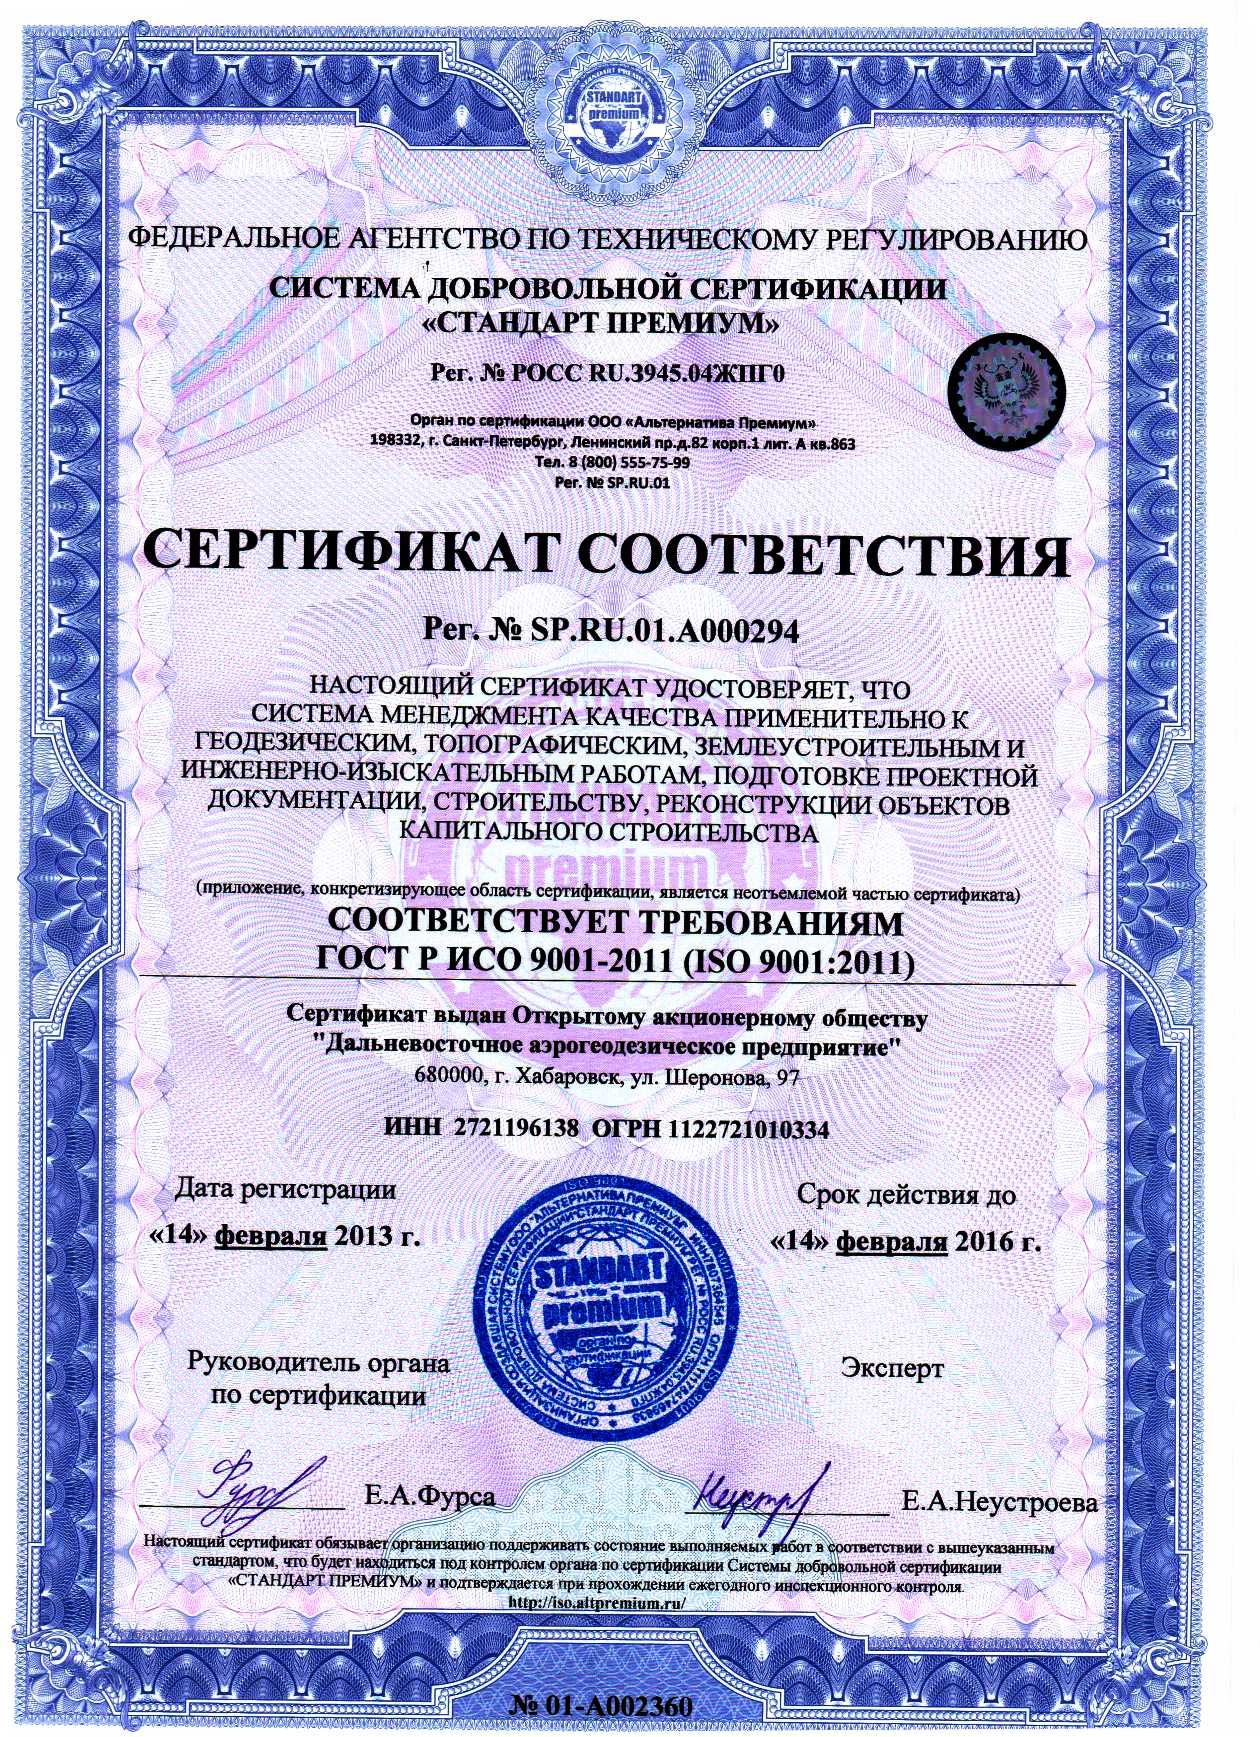 STANDART
premium
ФЕДЕРАЛЬНОЕ АГЕНТСТВО ПО ТЕХНИЧЕСКОМУ РЕГУЛИРОВАНИЮ
СИСТЕМА ДОБРОВОЛЬНОЙ СЕРТИФИКАЦИИ
«СТАНДАРТ ПРЕМИУМ»
Рег. № РОСС RU.З945.04ЖПГ0
Орган по сертификации ООО «Альтернатива Премиум»
198332, г. Санкт-Петербург, Ленинский пр.д.82 корп.1 лит. А кв.863
Тел. 8 (800) 555-75-99
Рег. № SP.RU.01
СЕРТИФИКАТ СООТВЕТСТВИЯ
Рег. № SP.RU.01.А000294
НАСТОЯЩИЙ СЕРТИФИКАТ УДОСТОВЕРЯЕТ, ЧТО
СИСТЕМА МЕНЕДЖМЕНТА КАЧЕСТВА ПРИМЕНИТЕЛЬНО К
ГЕОДЕЗИЧЕСКИМ, ТОПОГРАФИЧЕСКИМ, ЗЕМЛЕУСТРОИТЕЛЬНЫМ И
ИНЖЕНЕРНО-ИЗЫСКАТЕЛЬНЫМ РАБОТАМ, ПОДГОТОВКЕ ПРОЕКТНОЙ
ДОКУМЕНТАЦИИ, СТРОИТЕЛЬСТВУ, РЕКОНСТРУКЦИИ ОБЪЕКТОВ
КАПИТАЛЬНОГО СТРОИТЕЛЬСТВА
premium
(приложение, конкретизирующее область сертификации, является неотъемлемой частью сертификата)
СООТВЕТСТВУЕТ ТРЕБОВАНИЯМ
ГОСТ Р ИСО 9001-2011 (ISO 9001:2011)
Сертификат выдан Открытому акционерному обществу
"Дальневосточное аэрогеодезическое предприятие"
680000, г. Хабаровск, ул. Шеронова, 97
ИНН 2721196138 ОГРН 1122721010334
Дата регистрации
«14» февраля 2013 г.
Срок действия до
«14» февраля 2016 г.
STANDART
premium
орган по
сертификации
Руководитель органа
по сертификации
Эксперт
Е.А.Фурса
Е.А.Неустроева
Настоящий сертификат обязывает организацию поддерживать состояние выполняемых работ в соответствии с вышеуказанным
стандартом, что будет находиться под контролем органа по сертификации Системы добровольной сертификации
«СТАНДАРТ ПРЕМИУМ» и подтверждается при прохождении ежегодного инспекционного контроля.
http://iso.altpremium.ru/
№ 01-А002360